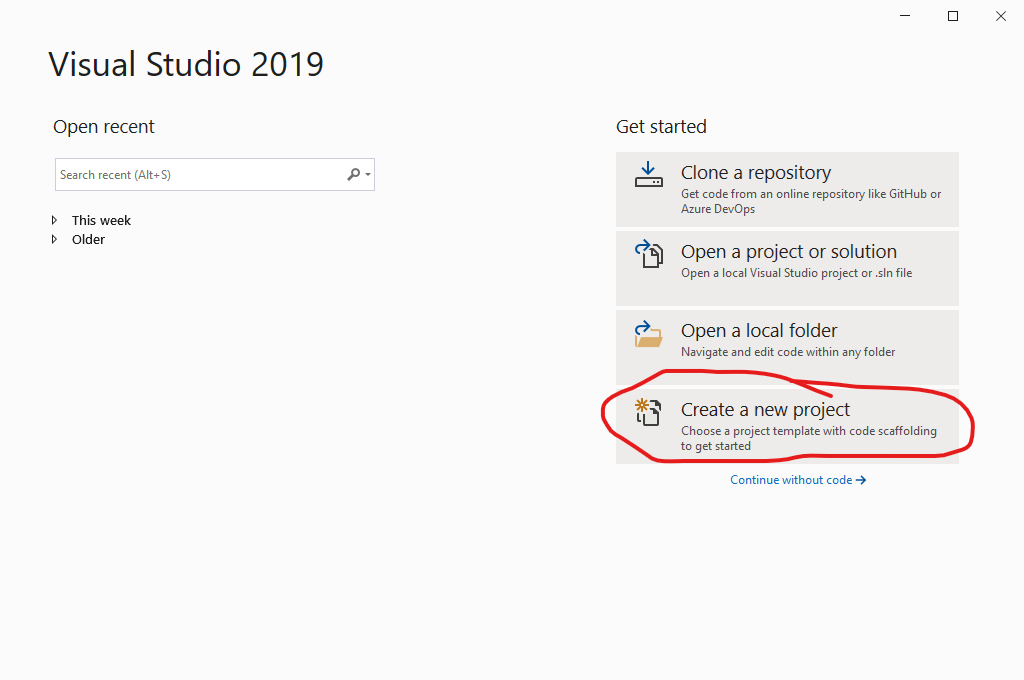 Visual Studio 2019
Open recent
Search recent (Alt+S)
This week
Older
Get started
Clone a repository
Get code from an online repository like GitHub or
Azure DevOps
Open a project or solution
Open a local Visual Studio project or .sln file
Open a local folder
Navigate and edit code within any folder
Create a new project
Choose a project template with code scaffolding
to get started
Continue without code →